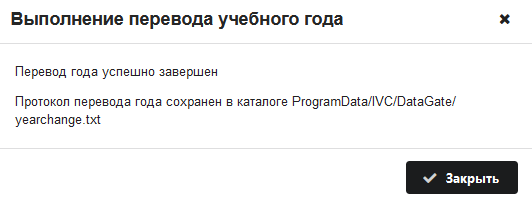 Выполнение перевода учебного года
Перевод года успешно завершен
Протокол перевода года сохранен в каталоге ProgramData/IVC/DataGate/
yearchange.txt
Закрыть